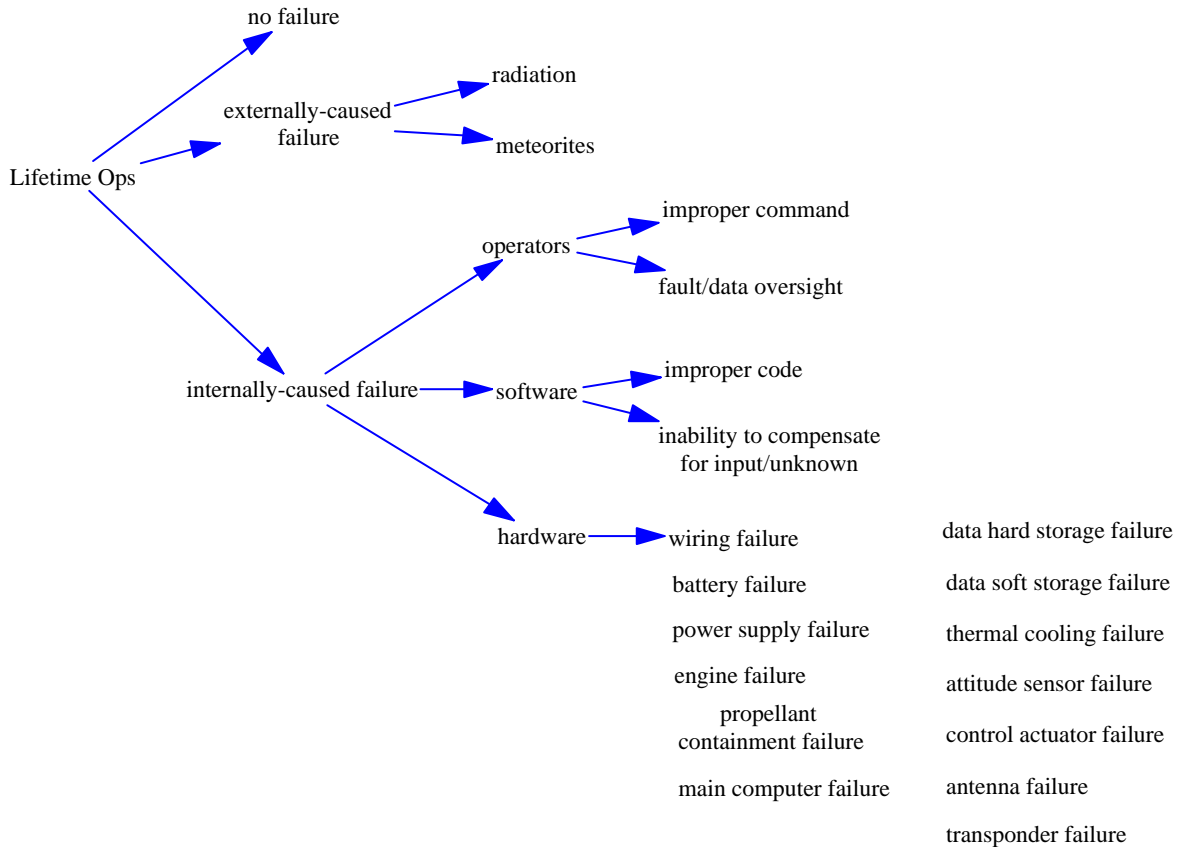 no failure
radiation
externally-caused
failure
meteorites
Lifetime Ops
improper command
operators
fault/data oversight
improper code
internally-caused failure
software
inability to compensate
for input/unknown
hardware
wiring failure
battery failure
power supply failure
engine failure
propellant
containment failure
main computer failure
data hard storage failure
data soft storage failure
thermal cooling failure
attitude sensor failure
control actuator failure
antenna failure
transponder failure